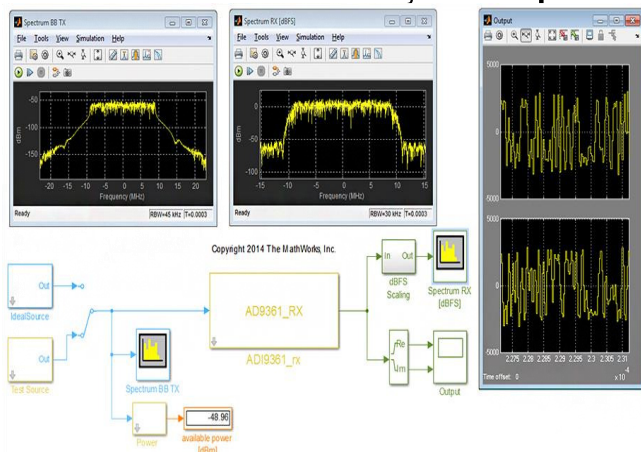 Spectrum BB TX
File Tools View Simulation Help
-50
-100
-150
dBm
-20 -15 -10 -5 0 5 10 15 20
Frequency (MHz)
Ready
RBW=45 kHz T=0.0003
Spectrum RX [dBFS]
File Tools View Simulation Help
0
-50
-100
dBm
-15 -10 -5 0 5 10 15
Frequency (MHz)
Ready
RBW=30 kHz T=0.0003
Output
5000
0
-5000
5000
0
-5000
2.275 2.28 2.285 2.29 2.295 2.3 2.305 2.31
Time offset: 0
x 10
-4
Copyright 2014 The MathWorks, Inc.
Out
IdealSource
Out
Test Source
Spectrum BB TX
Power
-48.96
available power
[dBm]
AD9361_RX
ADI9361_rx
In Out
dBFS
Scaling
Spectrum RX
[dBFS]
Re
Im
Output